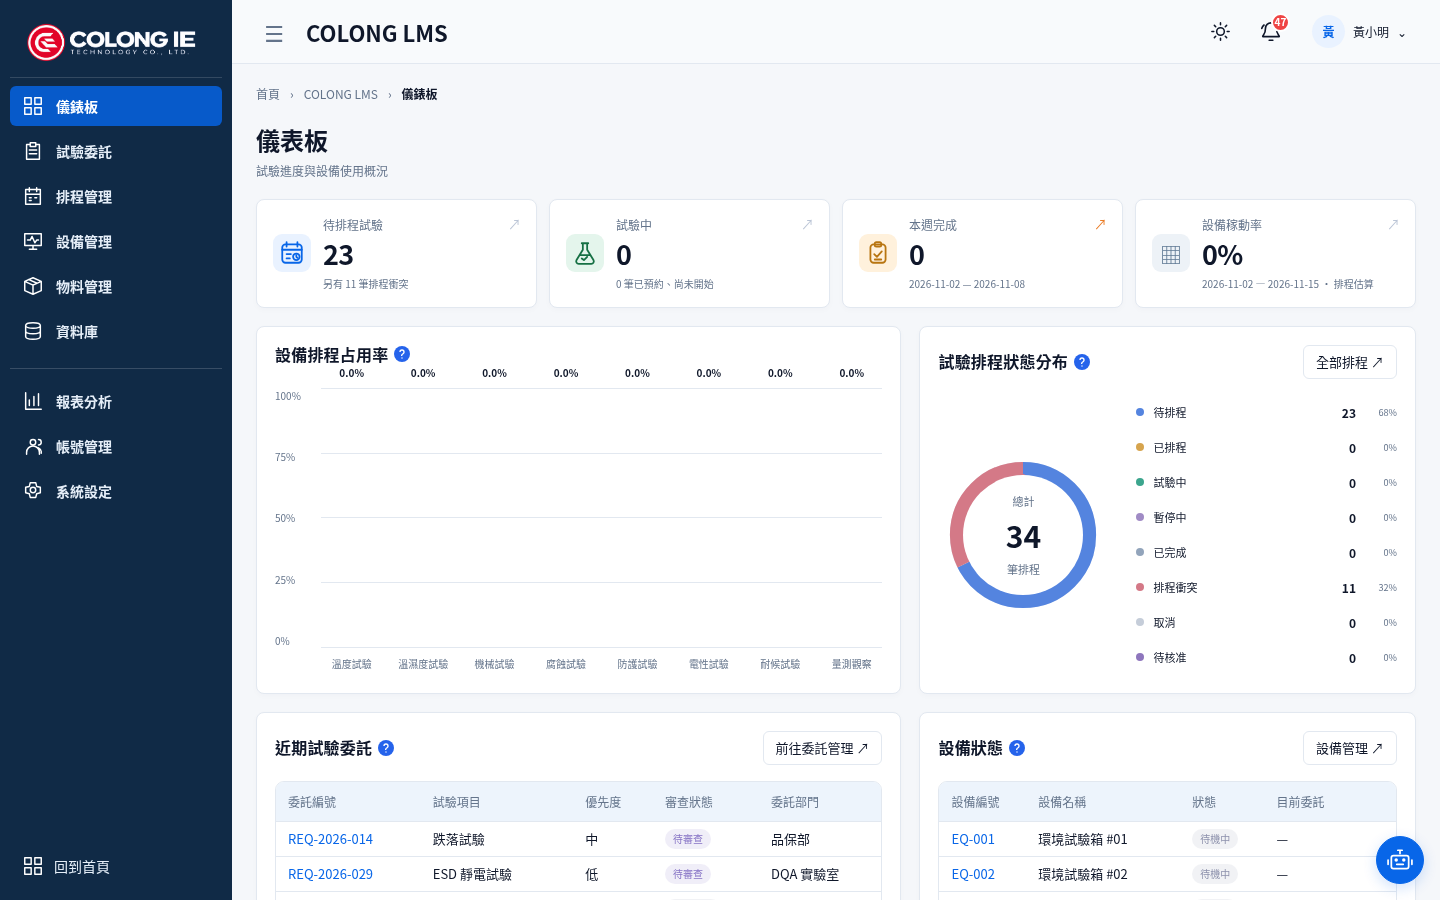 COLONG IE
TECHNOLOGY CO., LTD.
儀錶板
試驗委託
排程管理
設備管理
物料管理
資料庫
報表分析
帳號管理
系統設定
回到首頁
☰ COLONG LMS
47
黃 黃小明
首頁 › COLONG LMS › 儀錶板
儀表板
試驗進度與設備使用概況
待排程試驗 ↗
23
另有 11 筆排程衝突
試驗中 ↗
0
0 筆已預約、尚未開始
本週完成 ↗
0
2026-11-02 — 2026-11-08
設備稼動率 ↗
0%
2026-11-02 — 2026-11-15 · 排程估算
設備排程占用率 ?
0.0% 0.0% 0.0% 0.0% 0.0% 0.0% 0.0% 0.0%
100%
75%
50%
25%
0%
溫度試驗 溫濕度試驗 機械試驗 腐蝕試驗 防護試驗 電性試驗 耐候試驗 量測觀察
試驗排程狀態分布 ?
全部排程 ↗
總計
34
筆排程
待排程 23 68%
已排程 0 0%
試驗中 0 0%
暫停中 0 0%
已完成 0 0%
排程衝突 11 32%
取消 0 0%
待核准 0 0%
近期試驗委託 ?
前往委託管理 ↗
委託編號 試驗項目 優先度 審查狀態 委託部門
REQ-2026-014 跌落試驗 中 待審查 品保部
REQ-2026-029 ESD 靜電試驗 低 待審查 DQA 實驗室
設備狀態 ?
設備管理 ↗
設備編號 設備名稱 狀態 目前委託
EQ-001 環境試驗箱 #01 待機中 —
EQ-002 環境試驗箱 #02 待機中 —